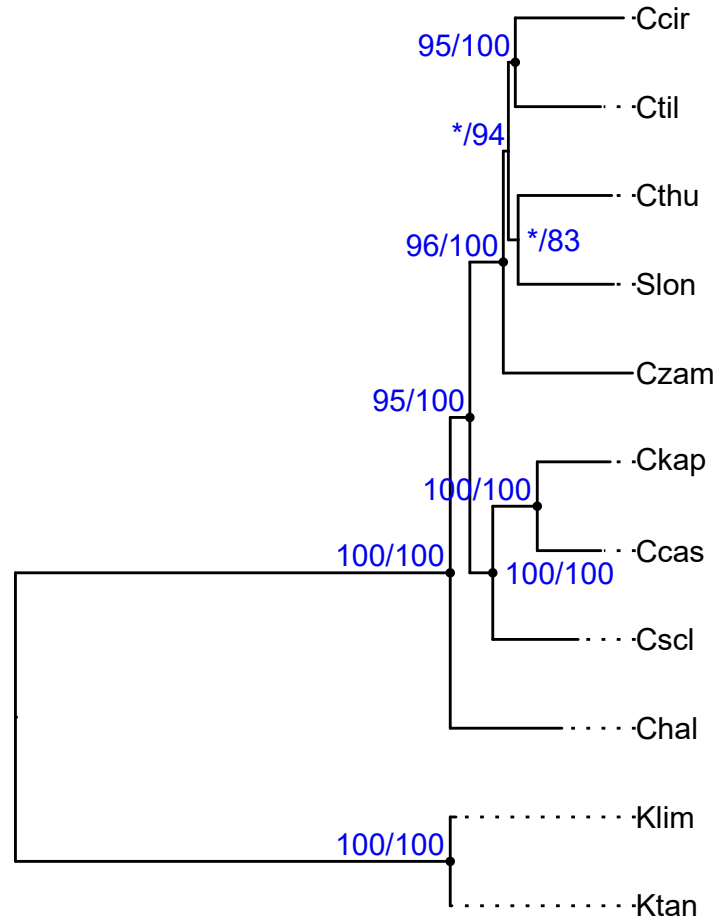 Ccir
95/100
Ctil
*/94
Cthu
*/83
96/100
Slon
Czam
95/100
Ckap
100/100
Ccas
100/100
100/100
Cscl
Chal
Klim
100/100
Ktan